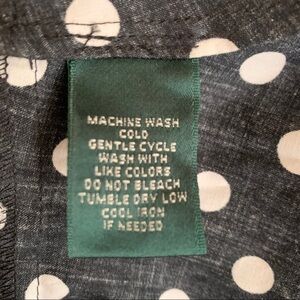 MACHINE WASH
COLD
GENTLE CYCLE
WASH WITH
LIKE COLORS
DO NOT BLEACH
TUMBLE DRY LOW
COOL IRON
IF NEEDED